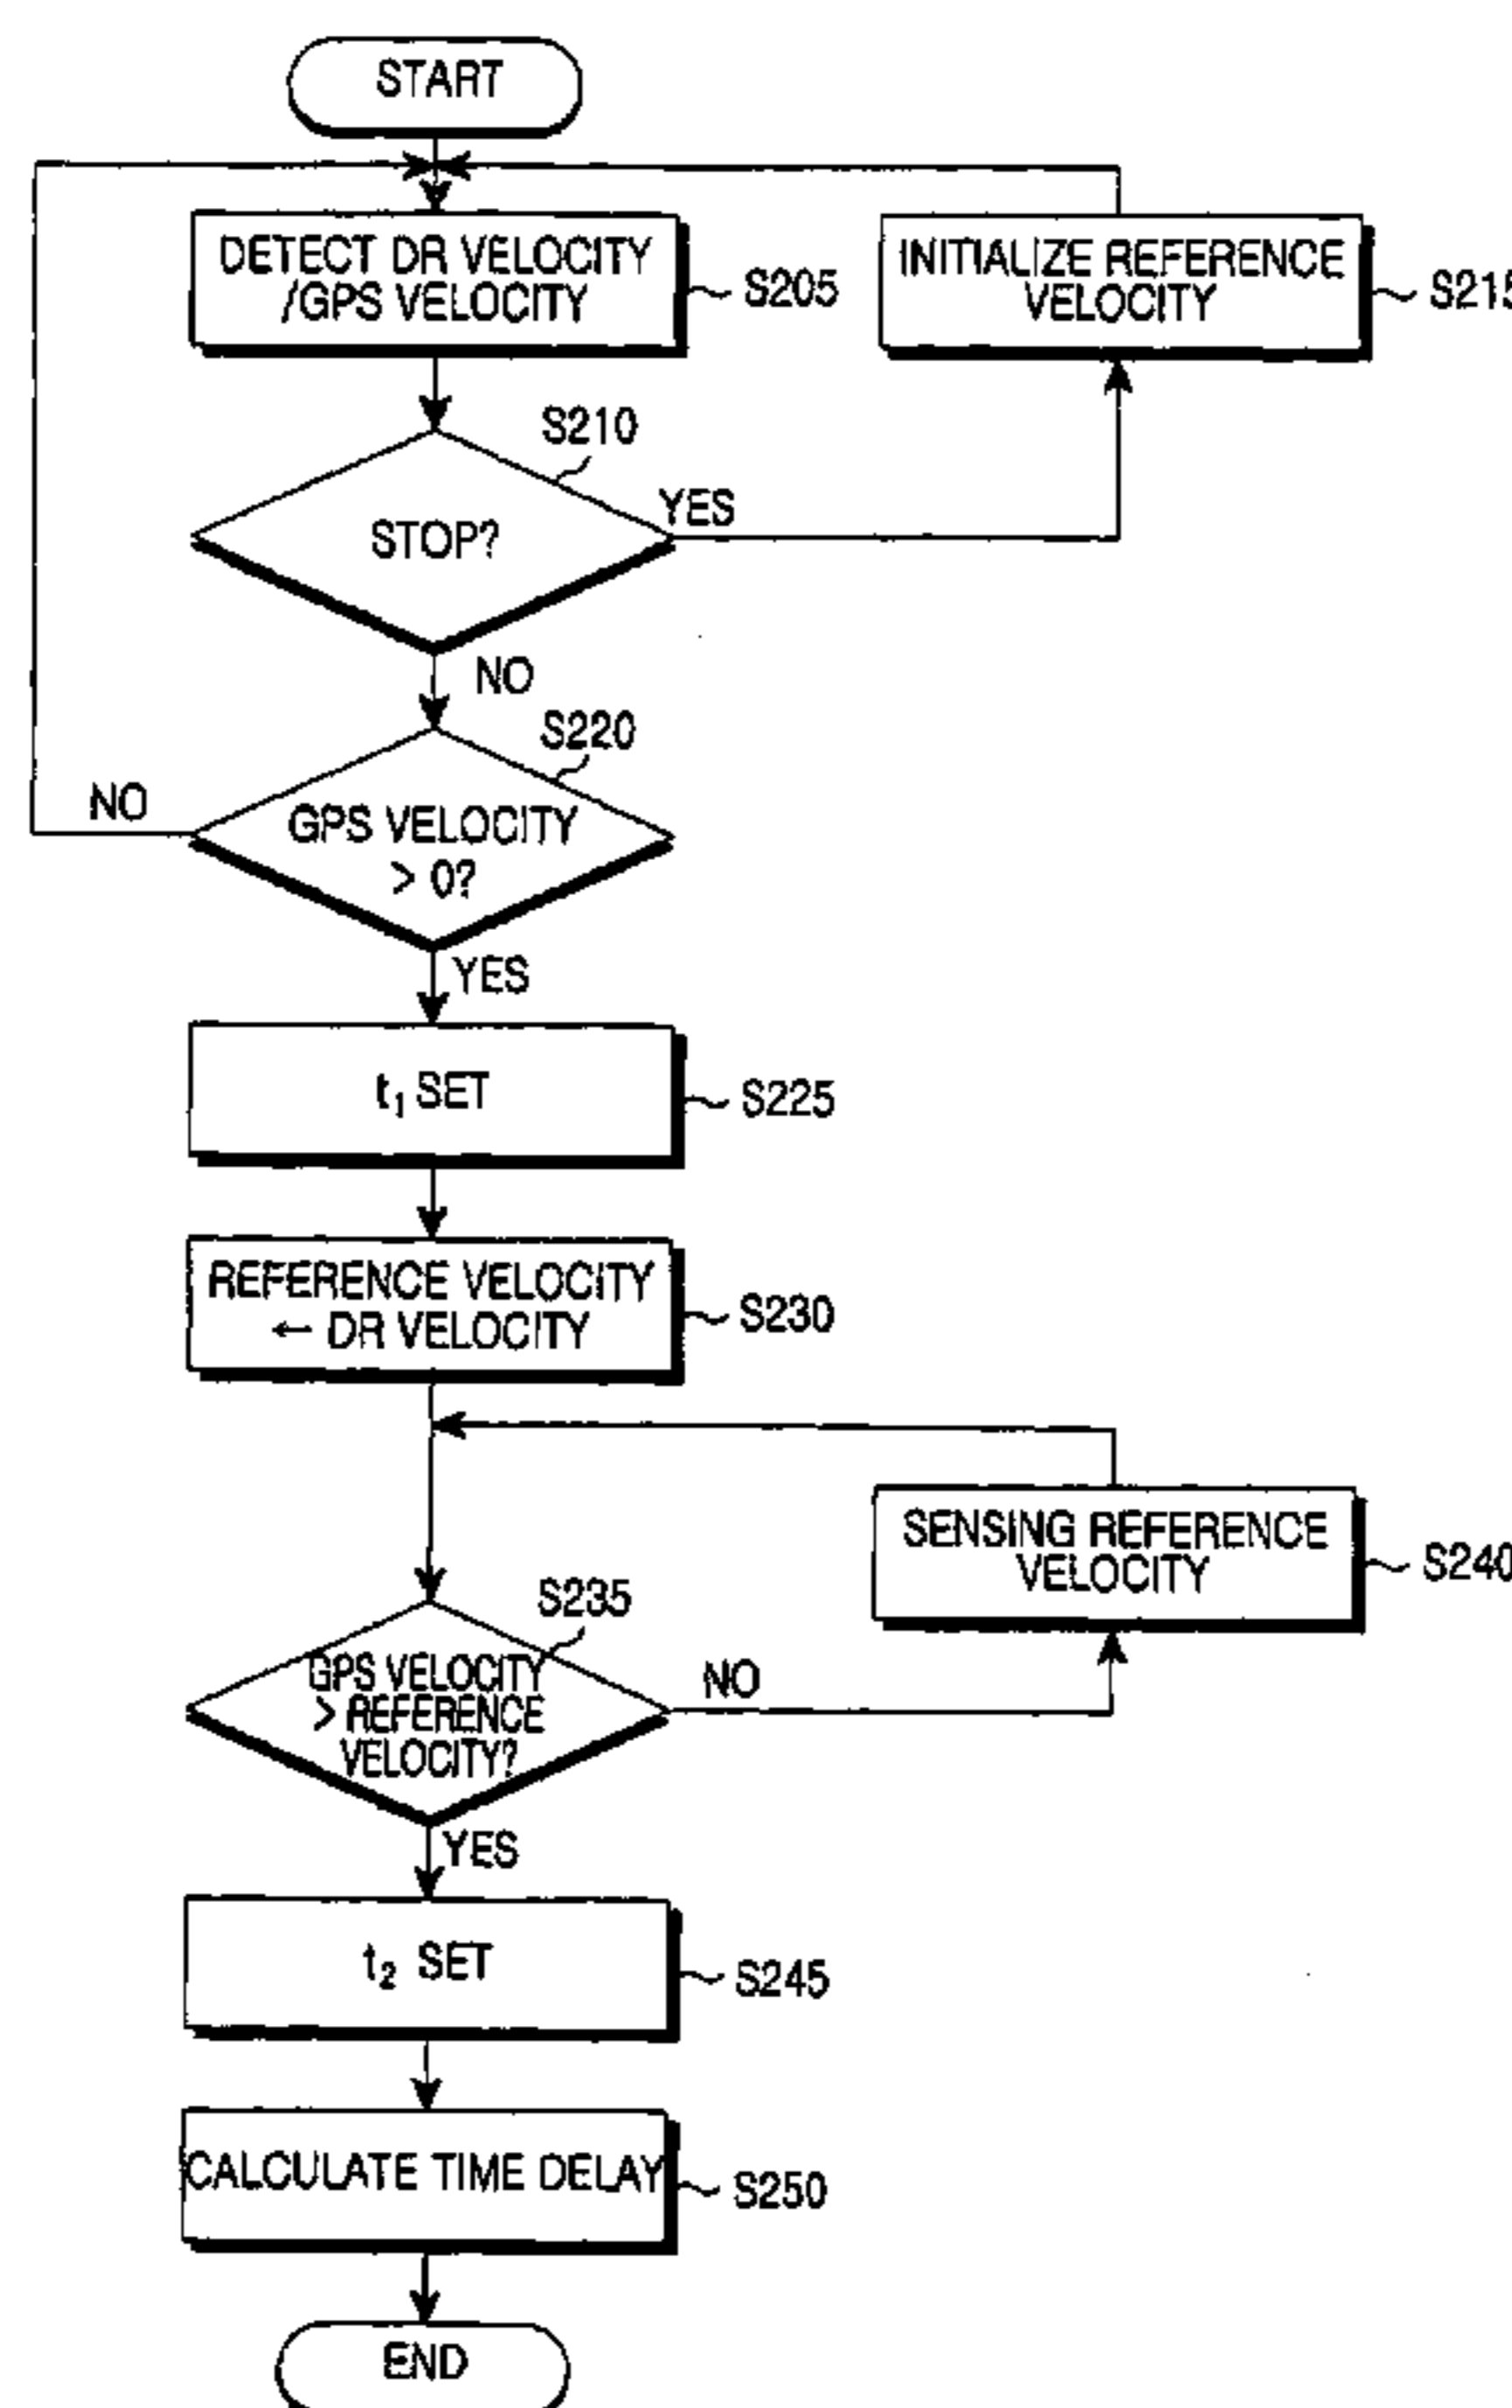 START
DETECT DR VELOCITY
/GPS VELOCITY
S205
INITIALIZE REFERENCE
VELOCITY
S215
S210
STOP?
YES
NO
S220
GPS VELOCITY
> 0?
NO
YES
t₁ SET
S225
REFERENCE VELOCITY
← DR VELOCITY
S230
SENSING REFERENCE
VELOCITY
S240
S235
GPS VELOCITY
> REFERENCE
VELOCITY?
NO
YES
t₂ SET
S245
CALCULATE TIME DELAY
S250
END